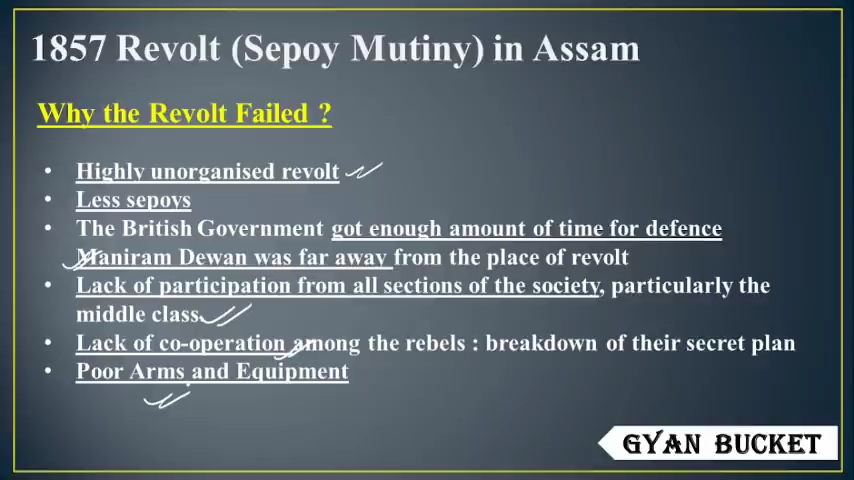 1857 Revolt (Sepoy Mutiny) in Assam
Why the Revolt Failed ?
• Highly unorganised revolt
• Less sepoys
• The British Government got enough amount of time for defence
Maniram Dewan was far away from the place of revolt
• Lack of participation from all sections of the society, particularly the
middle class.
• Lack of co-operation among the rebels : breakdown of their secret plan
• Poor Arms and Equipment
GYAN BUCKET